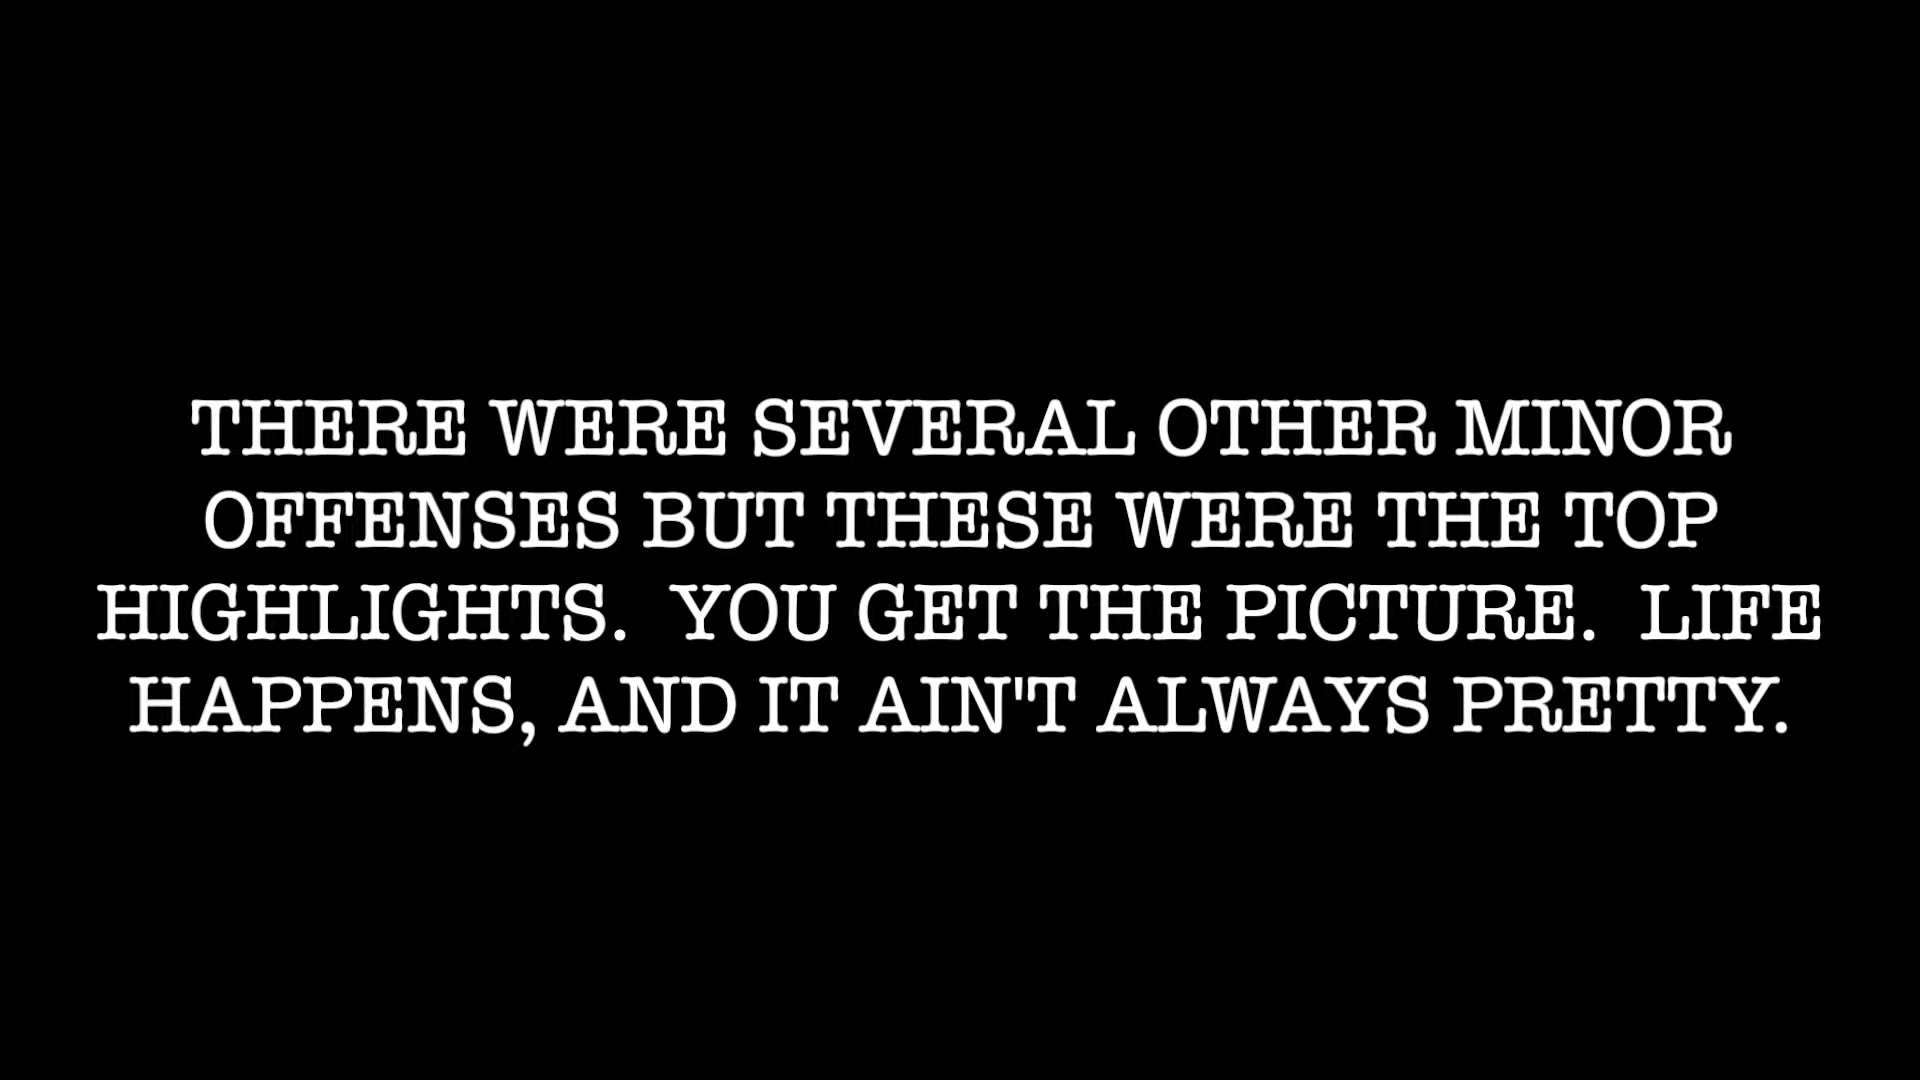 THERE WERE SEVERAL OTHER MINOR
OFFENSES BUT THESE WERE THE TOP
HIGHLIGHTS.  YOU GET THE PICTURE.  LIFE
HAPPENS, AND IT AIN'T ALWAYS PRETTY.